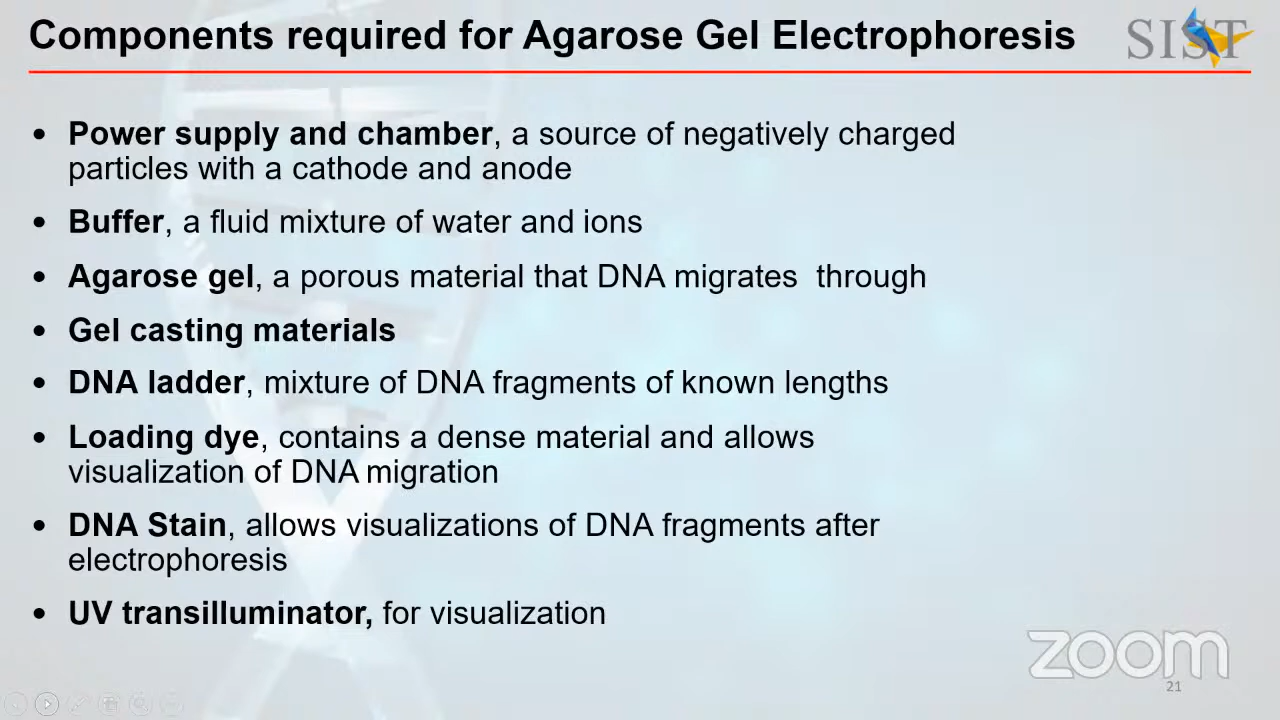 Components required for Agarose Gel Electrophoresis
SIST
• Power supply and chamber, a source of negatively charged
particles with a cathode and anode
• Buffer, a fluid mixture of water and ions
• Agarose gel, a porous material that DNA migrates  through
• Gel casting materials
• DNA ladder, mixture of DNA fragments of known lengths
• Loading dye, contains a dense material and allows
visualization of DNA migration
• DNA Stain, allows visualizations of DNA fragments after
electrophoresis
• UV transilluminator, for visualization
zoom
21